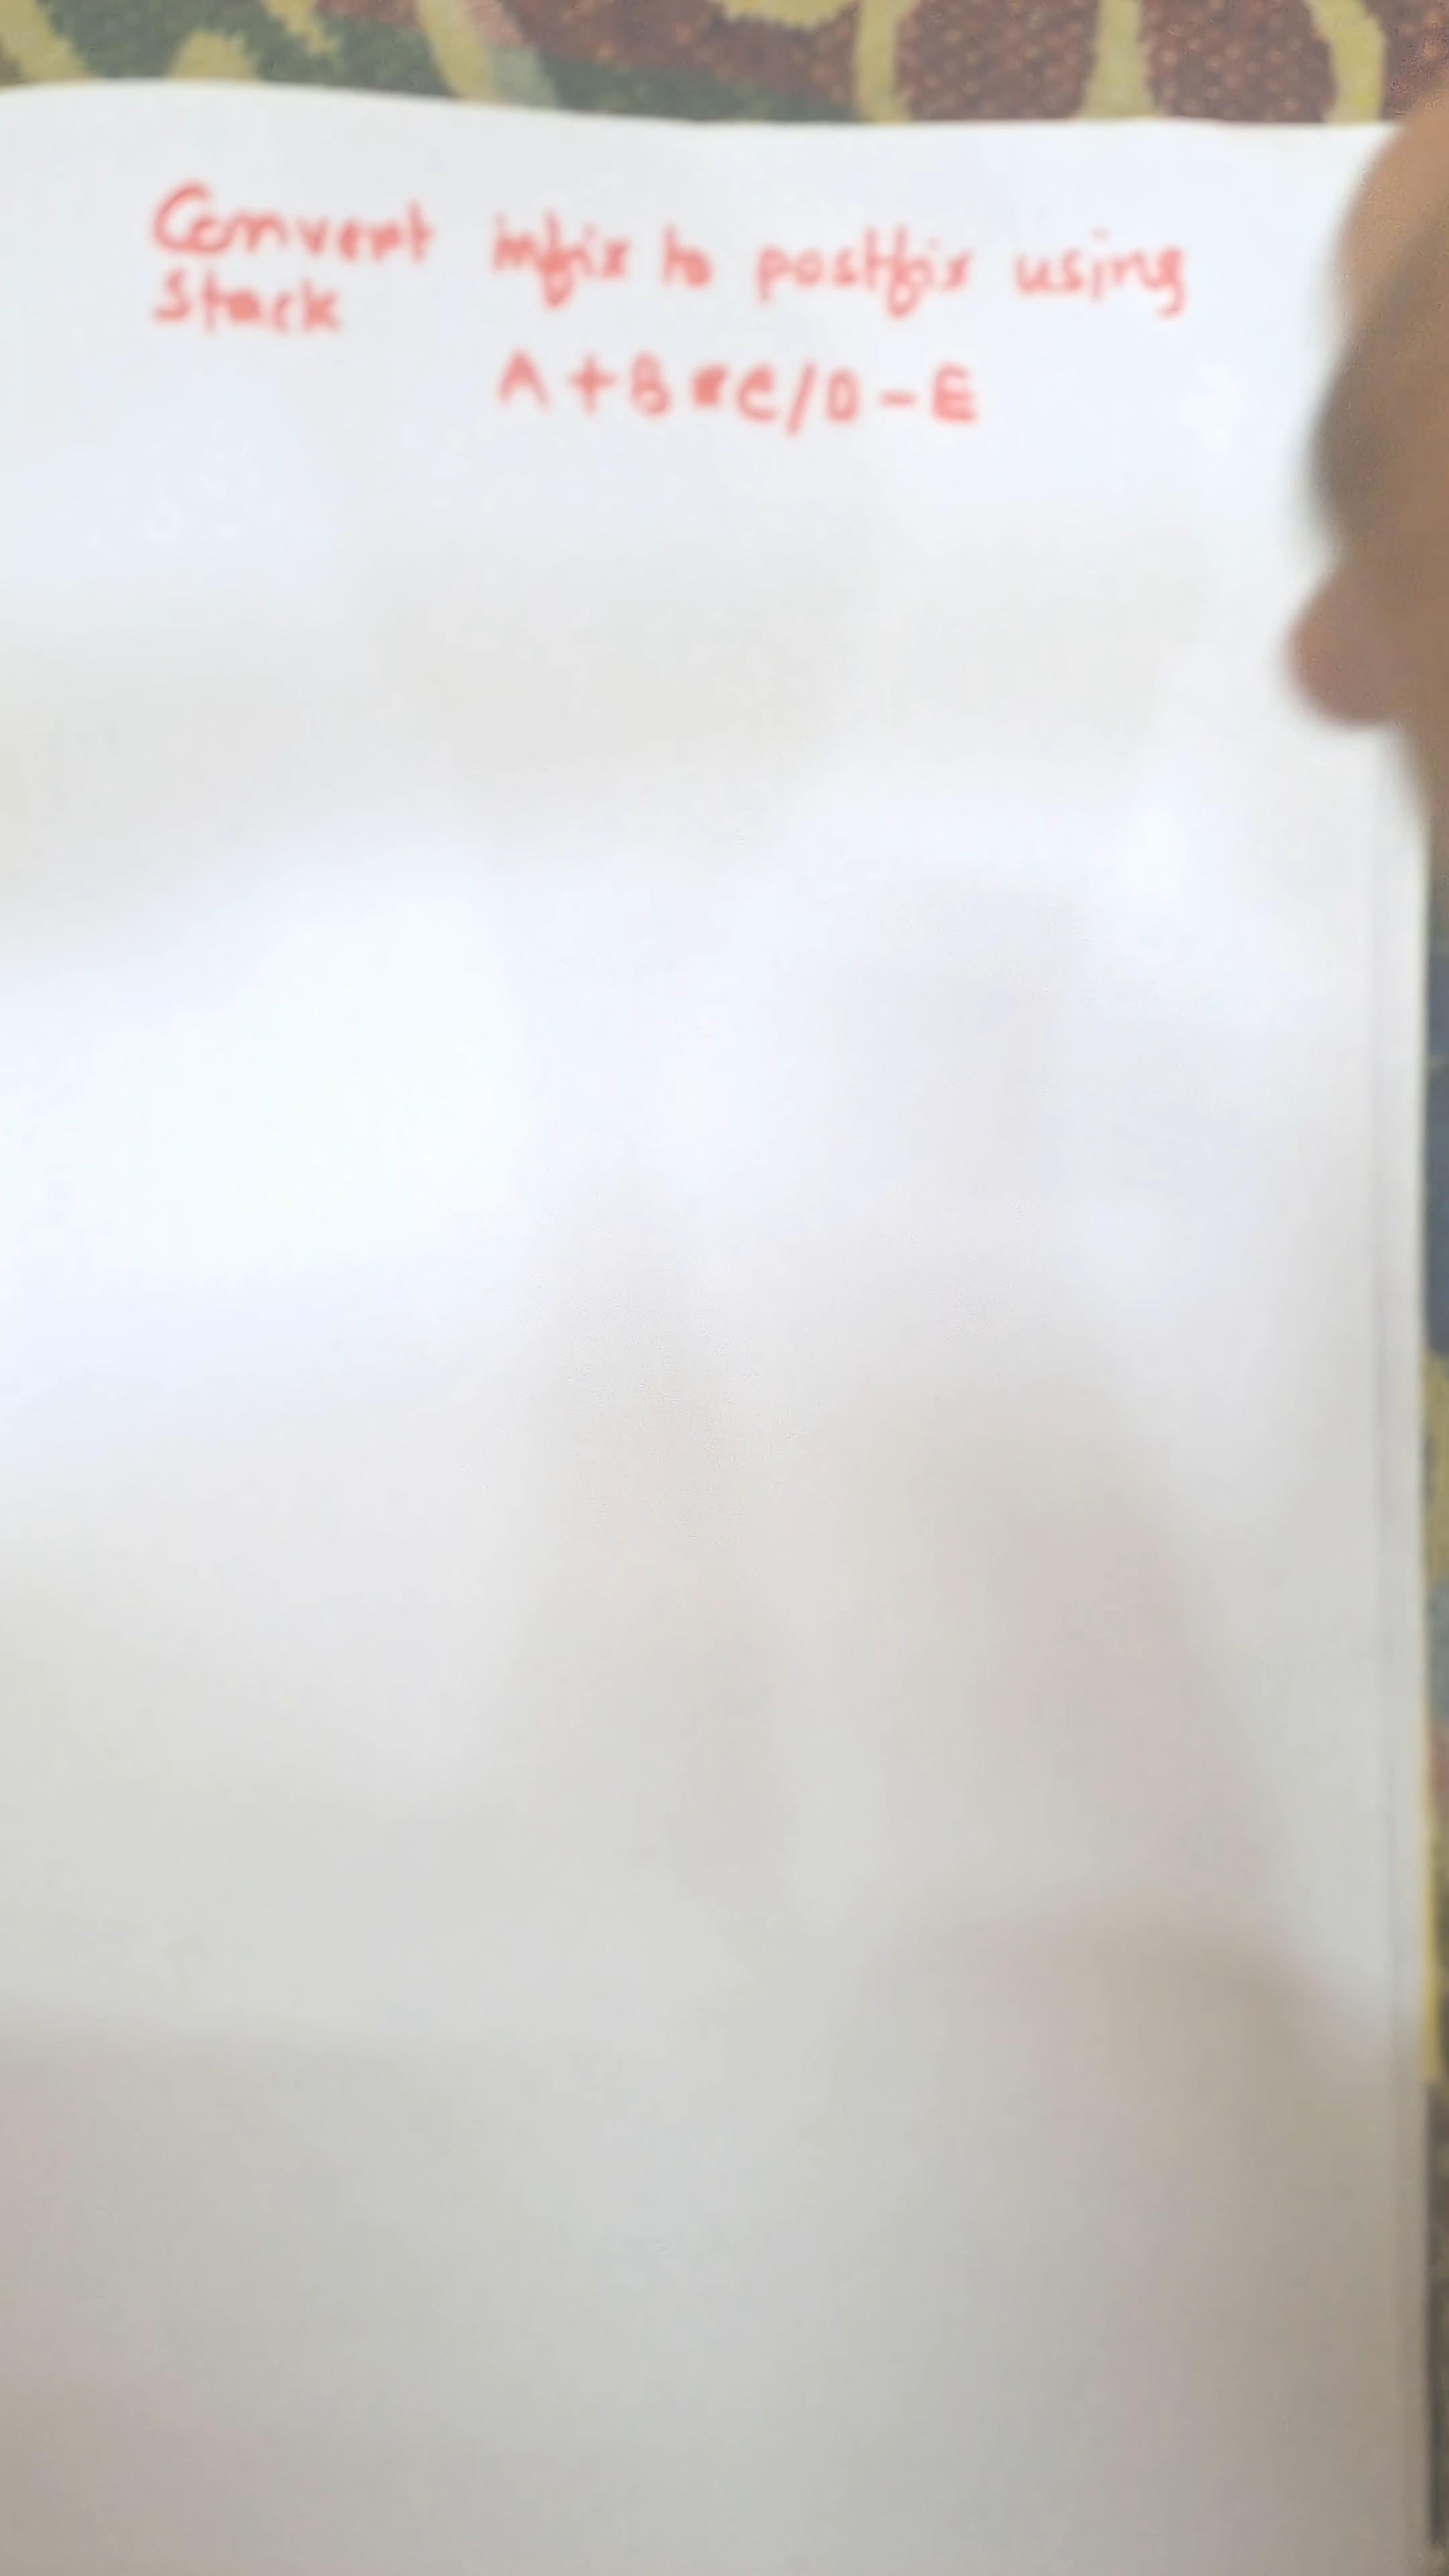 Convert infix to postfix using
Stack
A + B * C / D - E